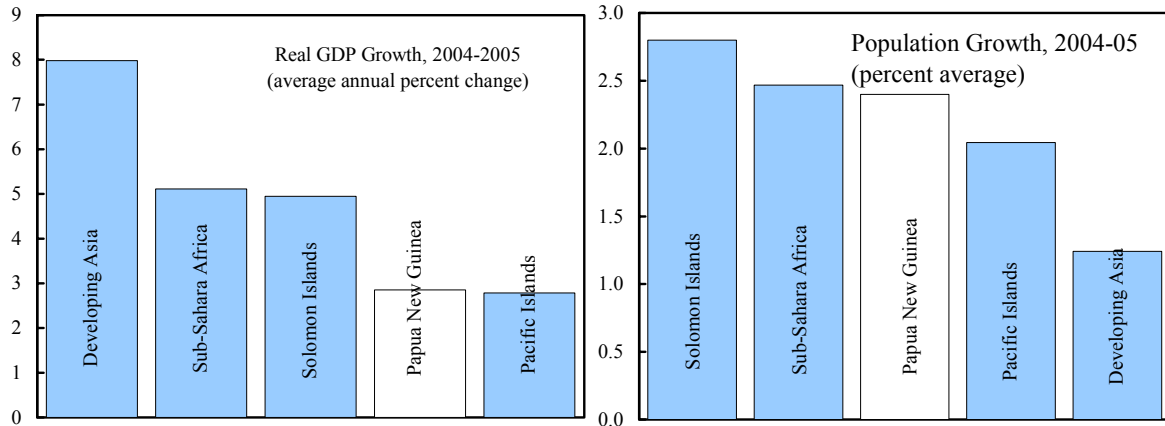 9
8
7
6
5
4
3
2
1
0
Real GDP Growth, 2004-2005
(average annual percent change)
Developing Asia
Sub-Sahara Africa
Solomon Islands
Papua New Guinea
Pacific Islands
3.0
2.5
2.0
1.5
1.0
0.5
0.0
Population Growth, 2004-05
(percent average)
Solomon Islands
Sub-Sahara Africa
Papua New Guinea
Pacific Islands
Developing Asia